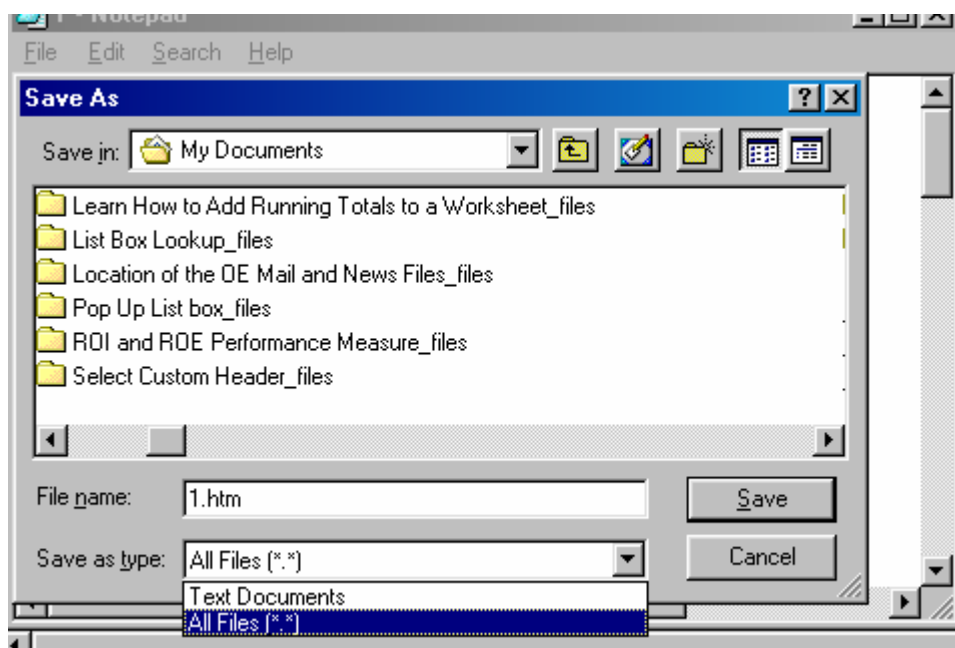 1 - Notepad
File Edit Search Help
Save As
Save in: My Documents
Learn How to Add Running Totals to a Worksheet_files
List Box Lookup_files
Location of the OE Mail and News Files_files
Pop Up List box_files
ROI and ROE Performance Measure_files
Select Custom Header_files
File name: 1.htm Save
Save as type: All Files (*.*) Cancel
Text Documents
All Files (*.*)